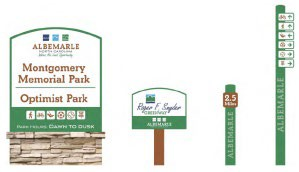 ALBEMARLE
NORTH CAROLINA
Montgomery
Memorial Park
Optimist Park
PARK HOURS: DAWN TO DUSK
Roger F. Snyder
GREENWAY
ALBEMARLE
2.5
Miles
ALBEMARLE
ALBEMARLE